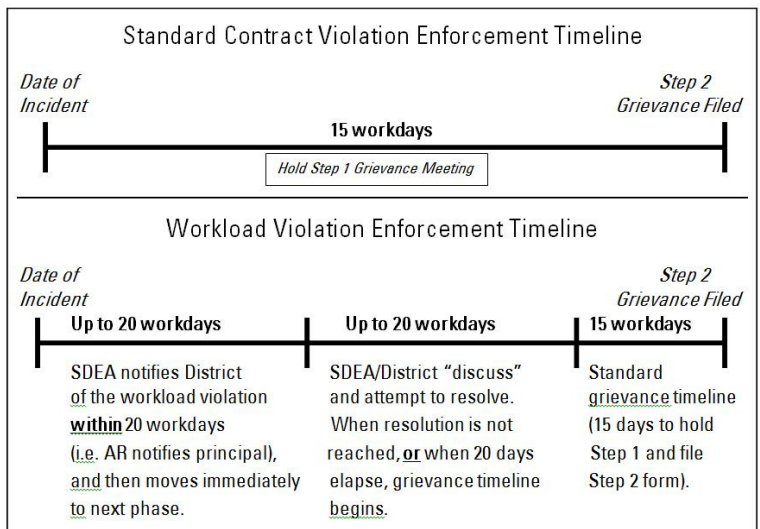 Standard Contract Violation Enforcement Timeline
Date of
Incident
Step 2
Grievance Filed
15 workdays
Hold Step 1 Grievance Meeting
Workload Violation Enforcement Timeline
Date of
Incident
Step 2
Grievance Filed
Up to 20 workdays
SDEA notifies District
of the workload violation
within 20 workdays
(i.e. AR notifies principal),
and then moves immediately
to next phase.
Up to 20 workdays
SDEA/District “discuss”
and attempt to resolve.
When resolution is not
reached, or when 20 days
elapse, grievance timeline
begins.
15 workdays
Standard
grievance timeline
(15 days to hold
Step 1 and file
Step 2 form).